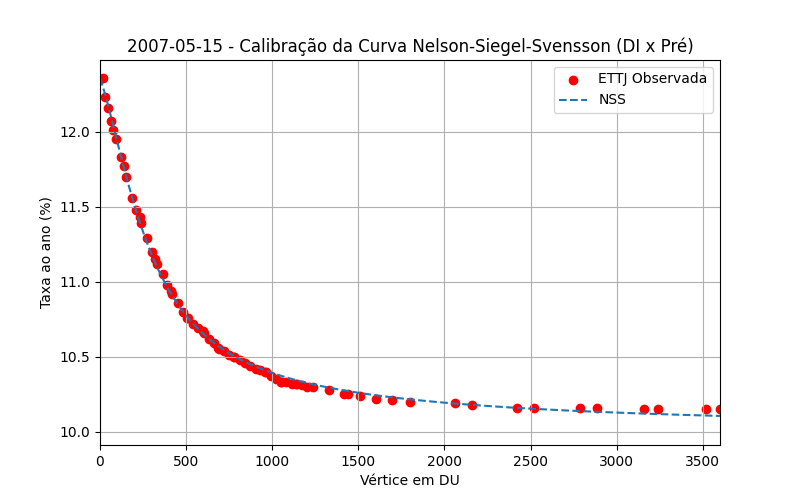 2007-05-15 - Calibração da Curva Nelson-Siegel-Svensson (DI x Pré)
ETTJ Observada
NSS
Taxa ao ano (%)
12.0
11.5
11.0
10.5
10.0
0 500 1000 1500 2000 2500 3000 3500
Vértice em DU